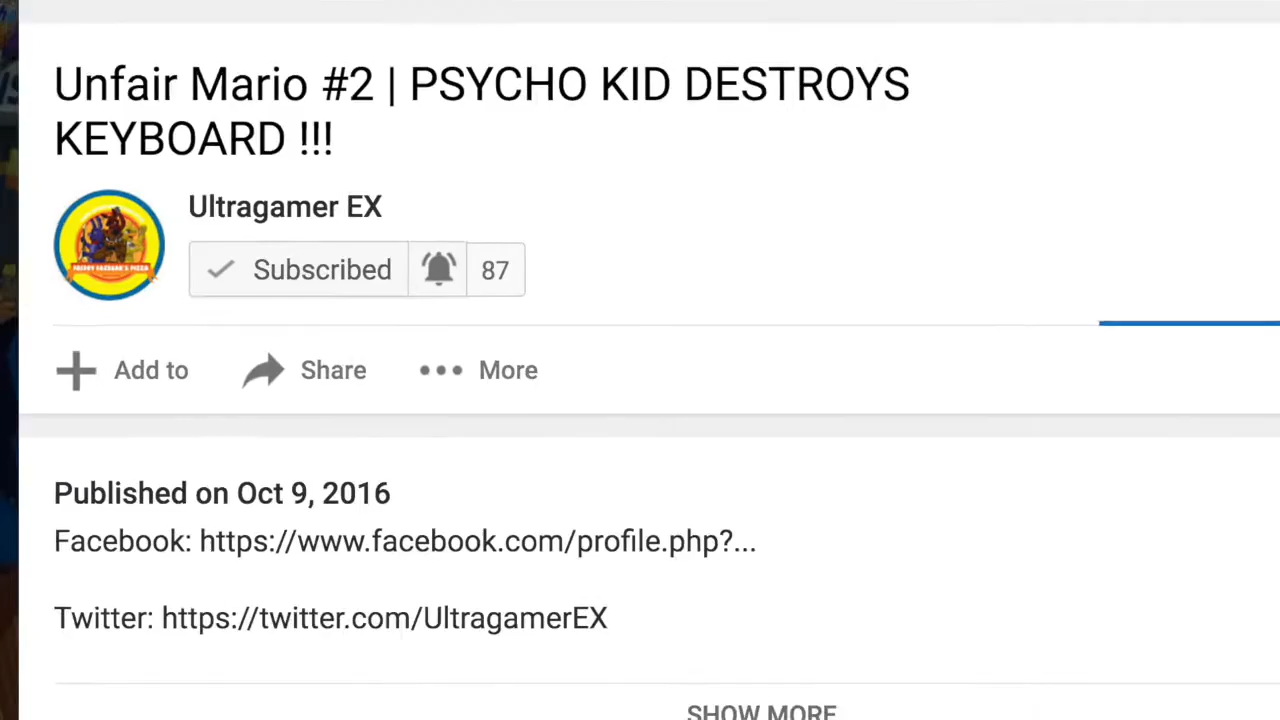 Unfair Mario #2 | PSYCHO KID DESTROYS
KEYBOARD !!!
Ultragamer EX
Subscribed
87
Add to
Share
More
Published on Oct 9, 2016
Facebook: https://www.facebook.com/profile.php?...
Twitter: https://twitter.com/UltragamerEX
SHOW MORE